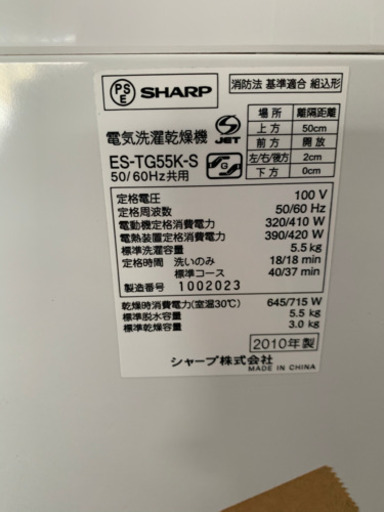 PS E SHARP
電気洗濯乾燥機 S JET
ES-TG55K-S
50/60Hz共用 S G
消防法 基準適合 組込形
場所 離隔距離
上方 50cm
前方 開放
左/右/後方 2cm
下方 0cm
定格電圧 100 V
定格周波数 50/60 Hz
電動機定格消費電力 320/410 W
電熱装置定格消費電力 390/420 W
標準洗濯容量 5.5 kg
定格時間 洗いのみ 18/18 min
標準コース 40/37 min
製造番号 1002023
乾燥時消費電力(室温30℃) 645/715 W
標準脱水容量 5.5 kg
標準乾燥容量 3.0 kg
2010年製
シャープ株式会社
MADE IN CHINA